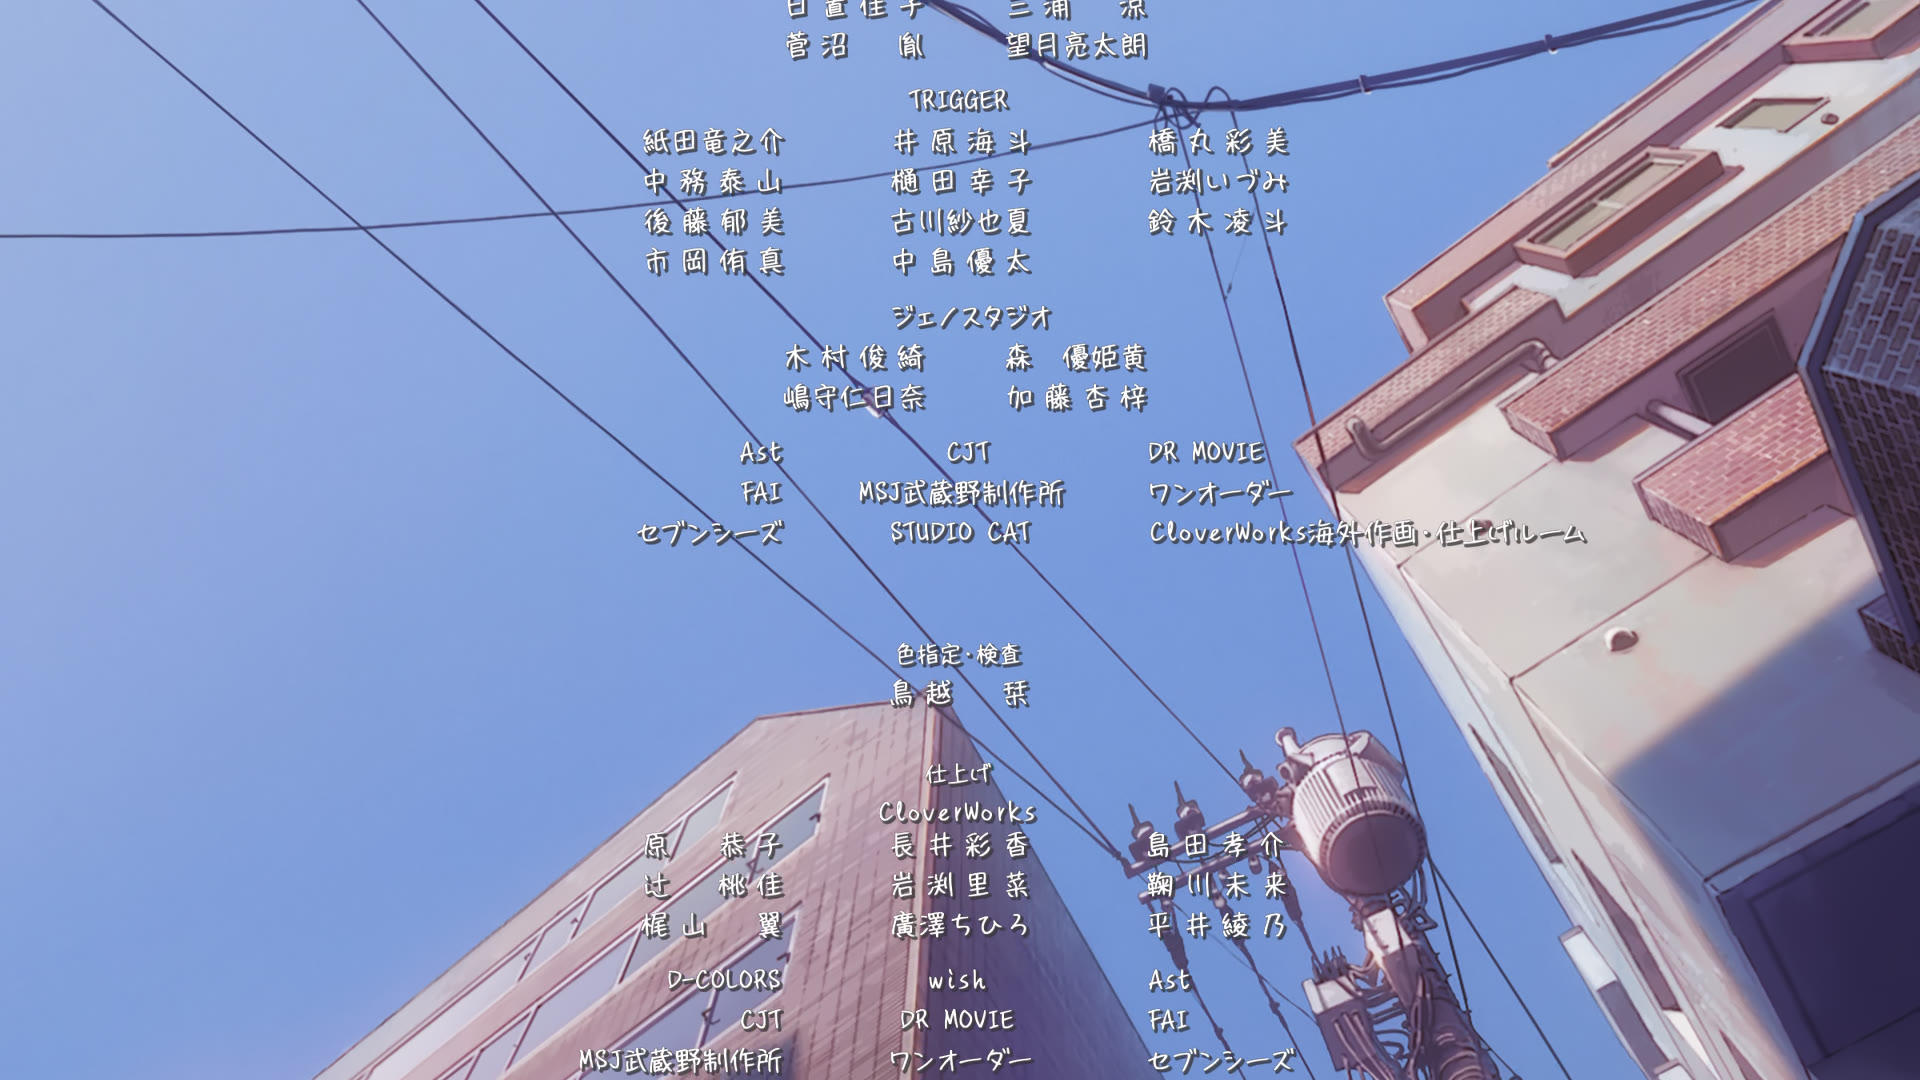 日置佳子 三浦 涼
菅沼 胤 望月亮太朗
TRIGGER
紙田竜之介 井原海斗 橋丸彩美
中務泰山 樋田幸子 岩渕いづみ
後藤郁美 古川紗也夏 鈴木凌斗
市岡侑真 中島優太
ジェノスタジオ
木村俊綺 森 優姫黄
嶋守仁日奈 加藤杏梓
Ast CJT DR MOVIE
FAI MSJ武蔵野制作所 ワンオーダー
セブンシーズ STUDIO CAT CloverWorks海外作画・仕上げルーム
色指定・検査
鳥越 栞
仕上げ
CloverWorks
原 恭子 長井彩香 島田孝介
辻 桃佳 岩渕里菜 鞠川未来
梶山 翼 廣澤ちひろ 平井綾乃
D-COLORS wish Ast
CJT DR MOVIE FAI
MSJ武蔵野制作所 ワンオーダー セブンシーズ